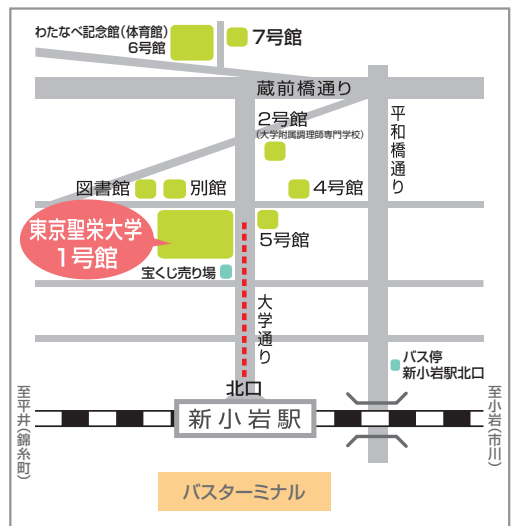 わたなべ記念館(体育館)
6号館
7号館
蔵前橋通り
2号館
(大学附属調理師専門学校)
平和橋通り
図書館
別館
4号館
東京聖栄大学
1号館
5号館
宝くじ売り場
大学通り
バス停
新小岩駅北口
北口
至平井(錦糸町)
新小岩駅
至小岩(市川)
バスターミナル